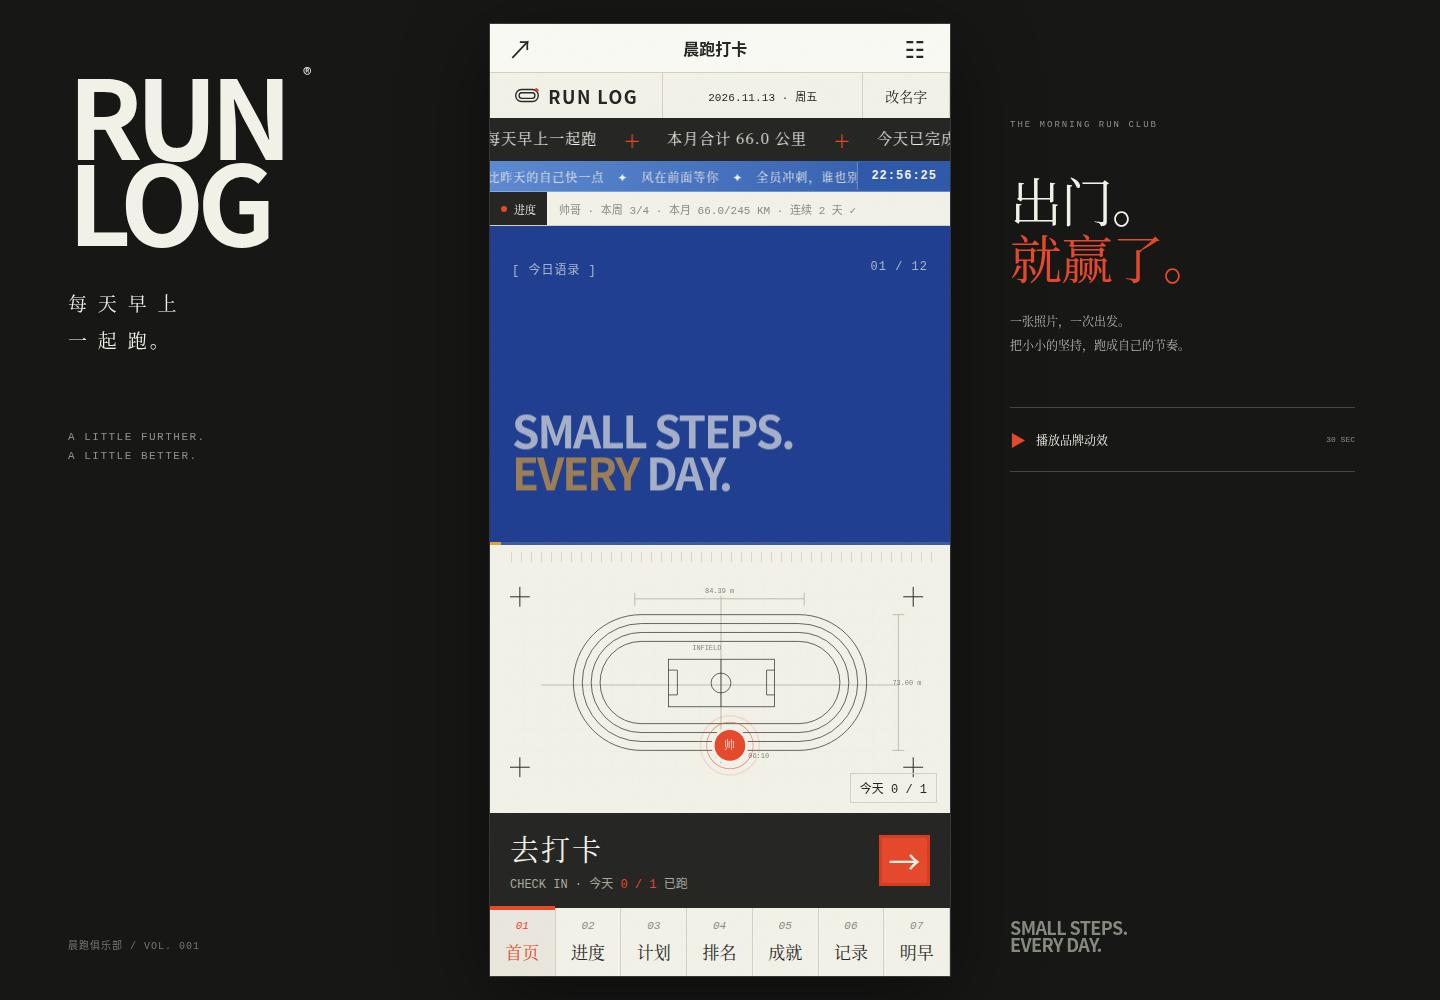 RUN
LOG
®
每天早上
一起跑。
A LITTLE FURTHER.
A LITTLE BETTER.
晨跑俱乐部 / VOL. 001
晨跑打卡
RUN LOG
2026.11.13 · 周五
改名字
每天早上一起跑 + 本月合计 66.0 公里 + 今天已完成
比昨天的自己快一点 ✦ 风在前面等你 ✦ 全员冲刺，谁也别
22:56:25
进度
帅哥 · 本周 3/4 · 本月 66.0/245 KM · 连续 2 天 ✓
[ 今日语录 ]
01 / 12
SMALL STEPS.
EVERY DAY.
84.39 m
INFIELD
73.00 m
帅
06:10
今天 0 / 1
去打卡
CHECK IN · 今天 0 / 1 已跑
→
01
首页
02
进度
03
计划
04
排名
05
成就
06
记录
07
明早
THE MORNING RUN CLUB
出门。
就赢了。
一张照片，一次出发。
把小小的坚持，跑成自己的节奏。
播放品牌动效
30 SEC
SMALL STEPS.
EVERY DAY.